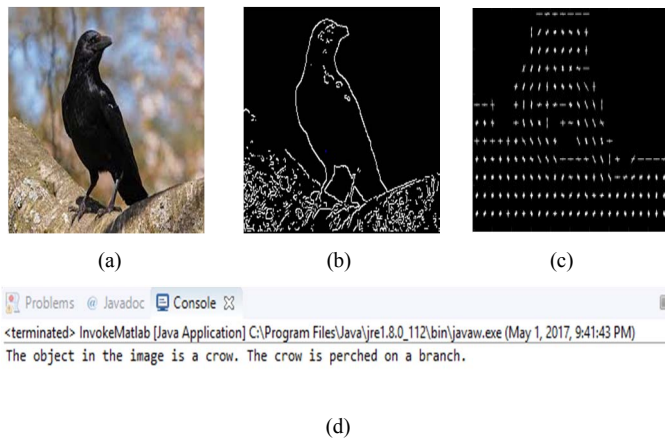 (a) (b) (c)
Problems @ Javadoc Console
<terminated> InvokeMatlab [Java Application] C:\Program Files\Java\jre1.8.0_112\bin\javaw.exe (May 1, 2017, 9:41:43 PM)
The object in the image is a crow. The crow is perched on a branch.
(d)